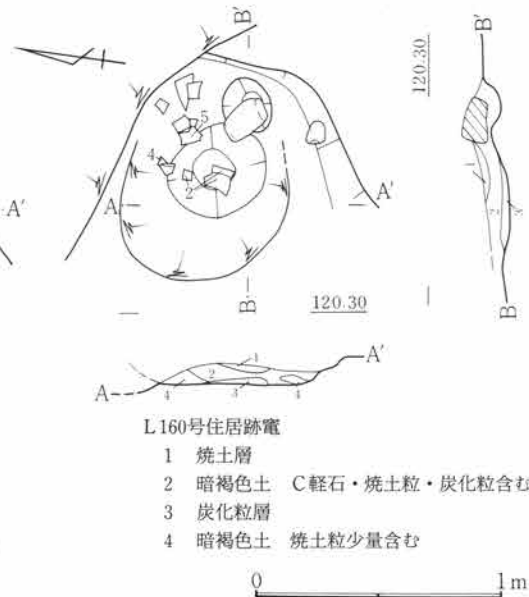 B'
B'
120.30
5
4
2
A'
A
A'
1
2
3
B
120.30
B
1
A'
2
A
4
3
4
L160号住居跡竃
1 焼土層
2 暗褐色土 C軽石・焼土粒・炭化粒含む
3 炭化粒層
4 暗褐色土 焼土粒少量含む
0
1m